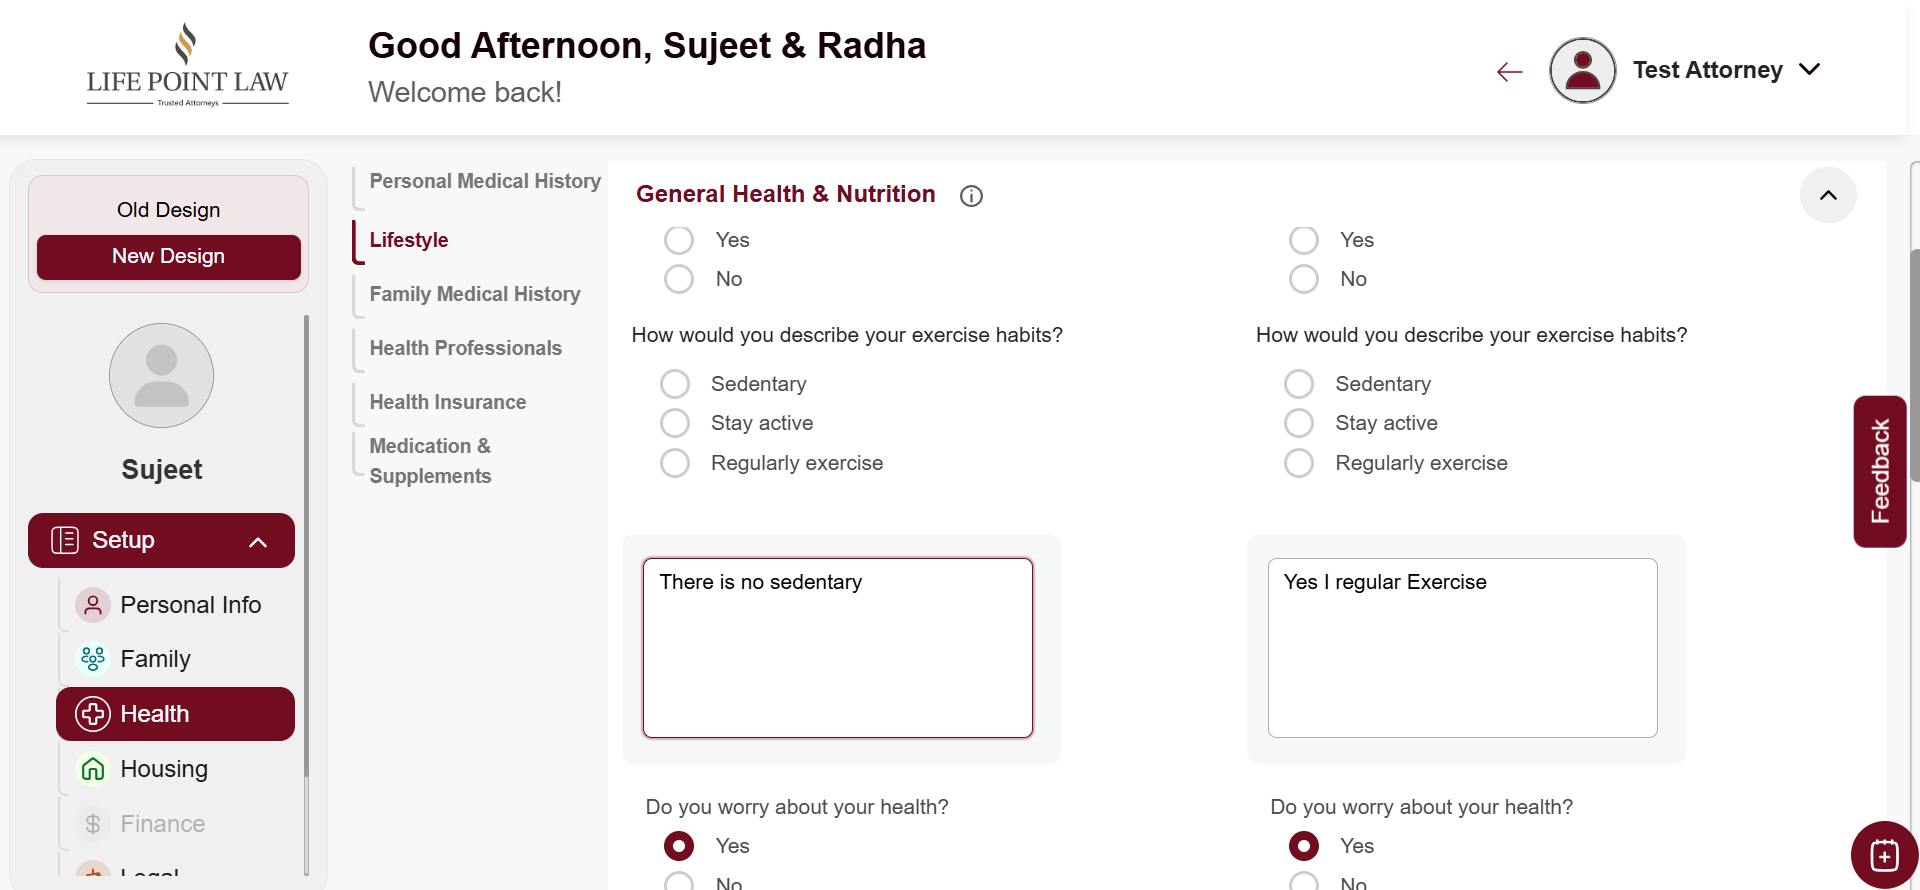 LIFE POINT LAW
Trusted Attorneys
Good Afternoon, Sujeet & Radha
Welcome back!
Test Attorney
Old Design
New Design
Sujeet
Setup
Personal Info
Family
Health
Housing
Finance
Legal
Personal Medical History
Lifestyle
Family Medical History
Health Professionals
Health Insurance
Medication &
Supplements
General Health & Nutrition
Yes
No
How would you describe your exercise habits?
Sedentary
Stay active
Regularly exercise
There is no sedentary
Do you worry about your health?
Yes
No
Yes
No
How would you describe your exercise habits?
Sedentary
Stay active
Regularly exercise
Yes I regular Exercise
Do you worry about your health?
Yes
No
Feedback